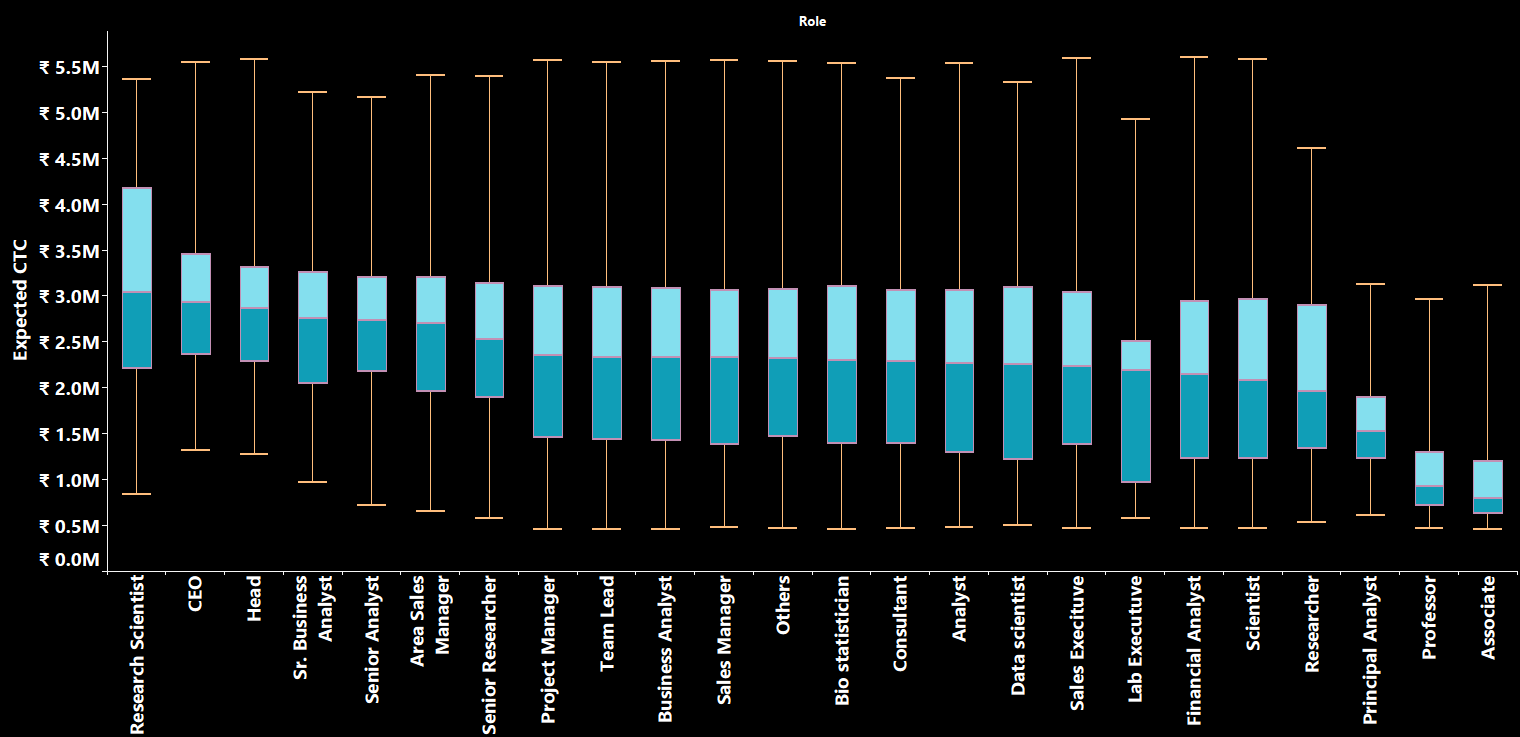 Role
Expected CTC
₹ 5.5M
₹ 5.0M
₹ 4.5M
₹ 4.0M
₹ 3.5M
₹ 3.0M
₹ 2.5M
₹ 2.0M
₹ 1.5M
₹ 1.0M
₹ 0.5M
₹ 0.0M
Research Scientist
CEO
Head
Sr. Business
Analyst
Senior Analyst
Area Sales
Manager
Senior Researcher
Project Manager
Team Lead
Business Analyst
Sales Manager
Others
Bio statistician
Consultant
Analyst
Data scientist
Sales Execituve
Lab Executuve
Financial Analyst
Scientist
Researcher
Principal Analyst
Professor
Associate